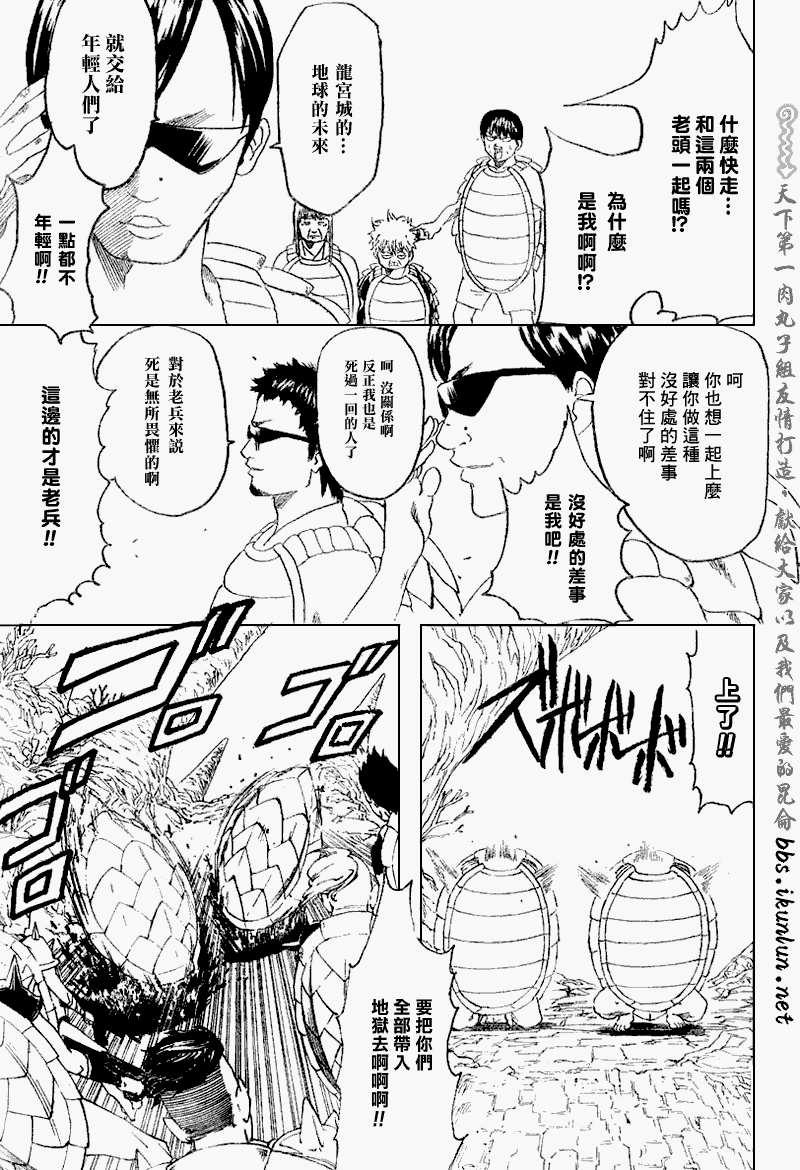 什麼快走…
和這兩個
老頭一起嗎!?
為什麼
是我啊啊!?
龍宮城的…
地球的未來
就交給
年輕人們了
一點都不
年輕啊!!
呵
你也想一起上麼
讓你做這種
沒好處的差事
對不住了啊
沒好處的差事
是我吧!!
呵 沒關係啊
反正我也是
死過一回的人了
對於老兵來說
死是無所畏懼的啊
這邊的才是老兵!!
上了!!
ズボボボ
要把你們
全部帶入
地獄去啊啊啊!!
ゴゴ
ゴ
天下第一肉丸子組友情打造·獻給大家以及我們最愛的昆侖 bbs.ikunlun.net